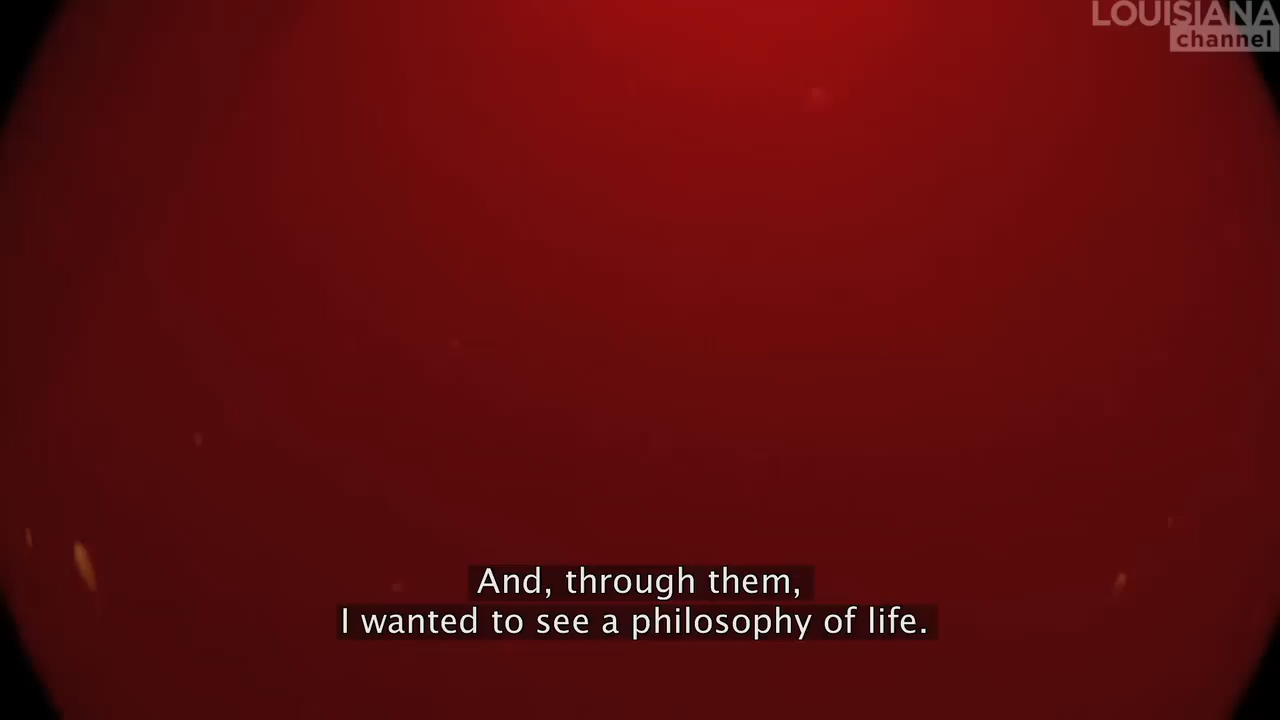 LOUISIANA
channel
And, through them,
I wanted to see a philosophy of life.